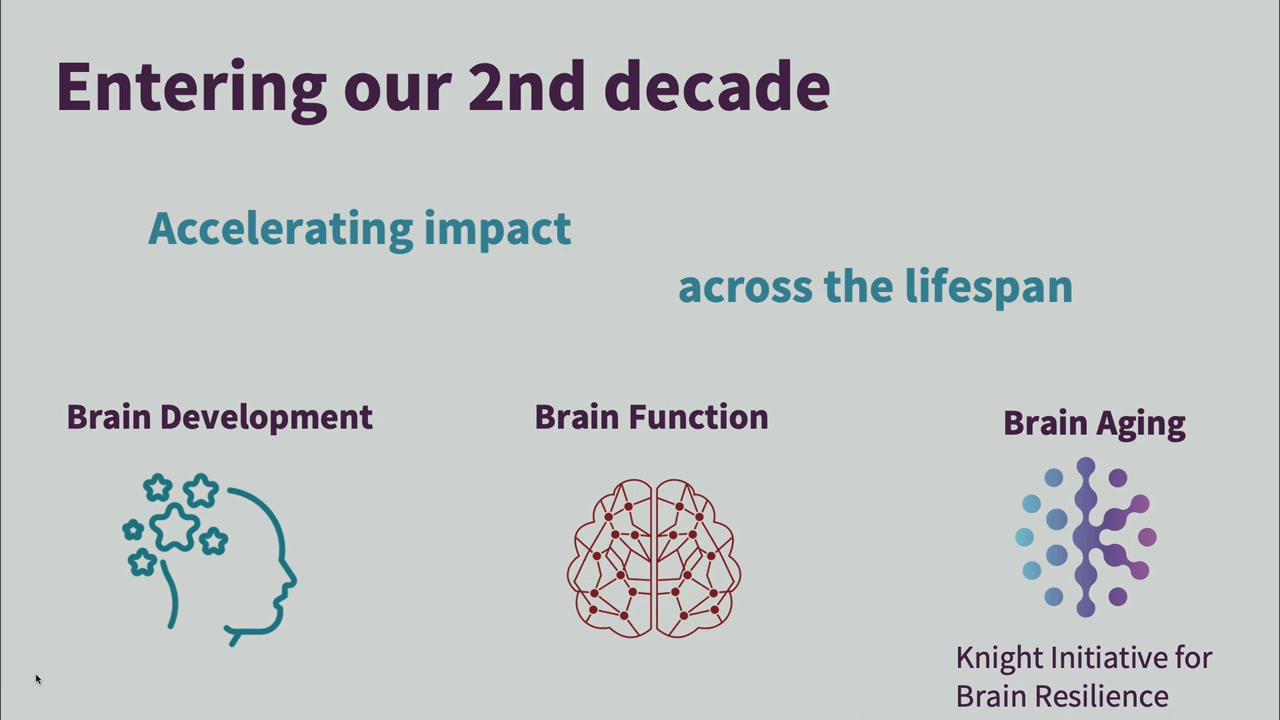 Entering our 2nd decade
Accelerating impact
across the lifespan
Brain Development
Brain Function
Brain Aging
Knight Initiative for
Brain Resilience